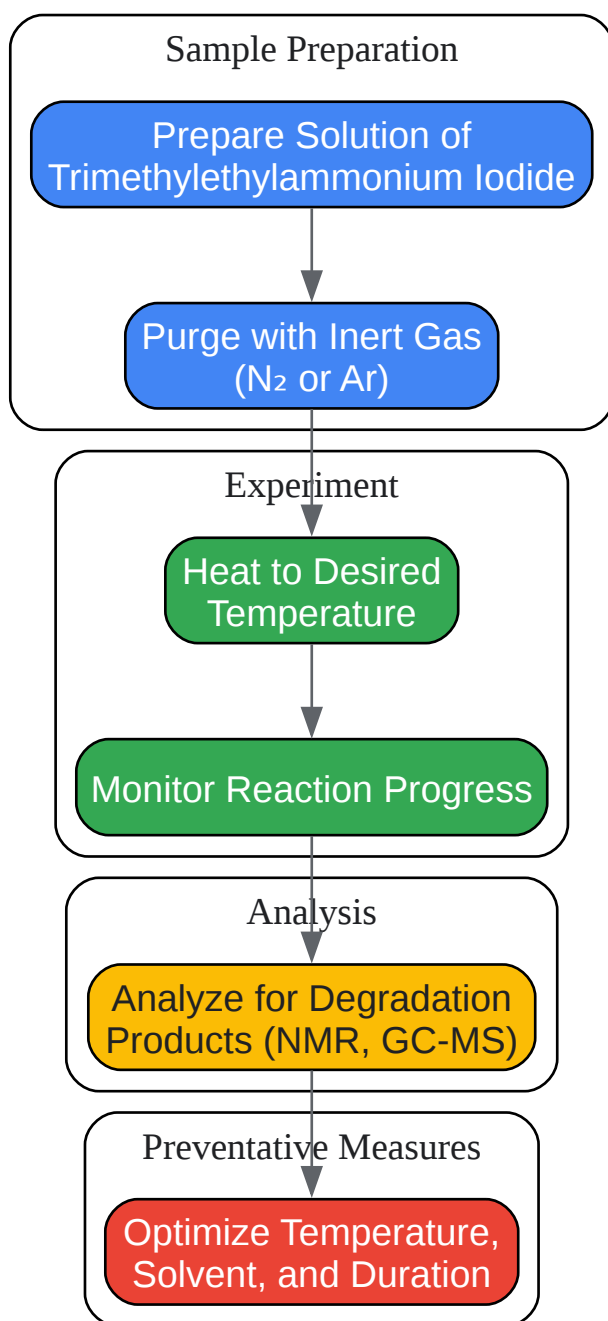 Sample Preparation
Prepare Solution of
Trimethylethylammonium Iodide
Purge with Inert Gas
(N₂ or Ar)
Experiment
Heat to Desired
Temperature
Monitor Reaction Progress
Analysis
Analyze for Degradation
Products (NMR, GC-MS)
Preventative Measures
Optimize Temperature,
Solvent, and Duration